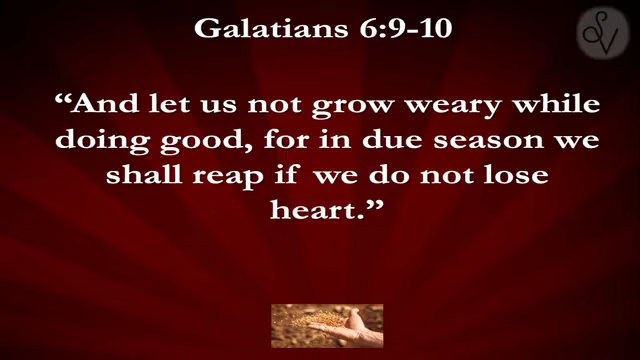 Galatians 6:9-10
SV
“And let us not grow weary while
doing good, for in due season we
shall reap if we do not lose
heart.”